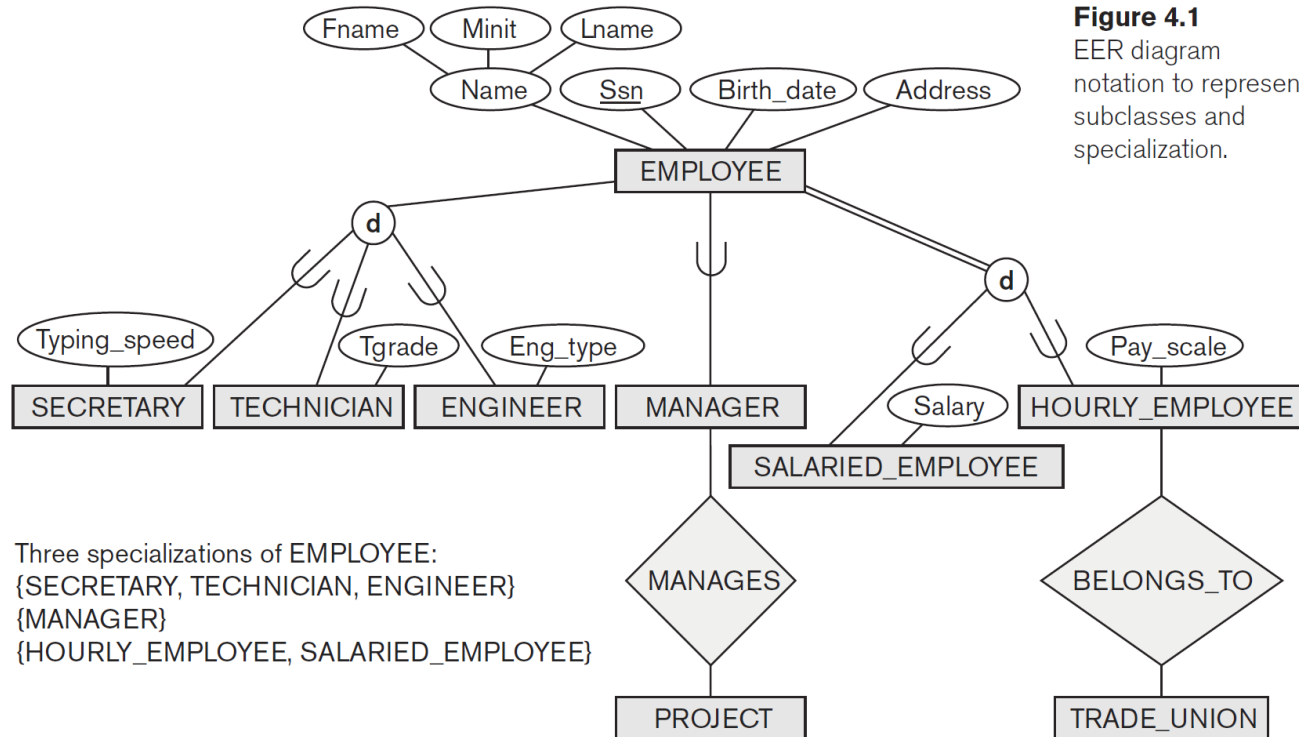 Fname
Minit
Lname
Figure 4.1
EER diagram
notation to represen
subclasses and
specialization.
Name
Ssn
Birth_date
Address
EMPLOYEE
d
d
Typing_speed
Tgrade
Eng_type
Pay_scale
SECRETARY
TECHNICIAN
ENGINEER
MANAGER
Salary
HOURLY_EMPLOYEE
SALARIED_EMPLOYEE
Three specializations of EMPLOYEE:
{SECRETARY, TECHNICIAN, ENGINEER}
{MANAGER}
{HOURLY_EMPLOYEE, SALARIED_EMPLOYEE}
MANAGES
BELONGS_TO
PROJECT
TRADE_UNION